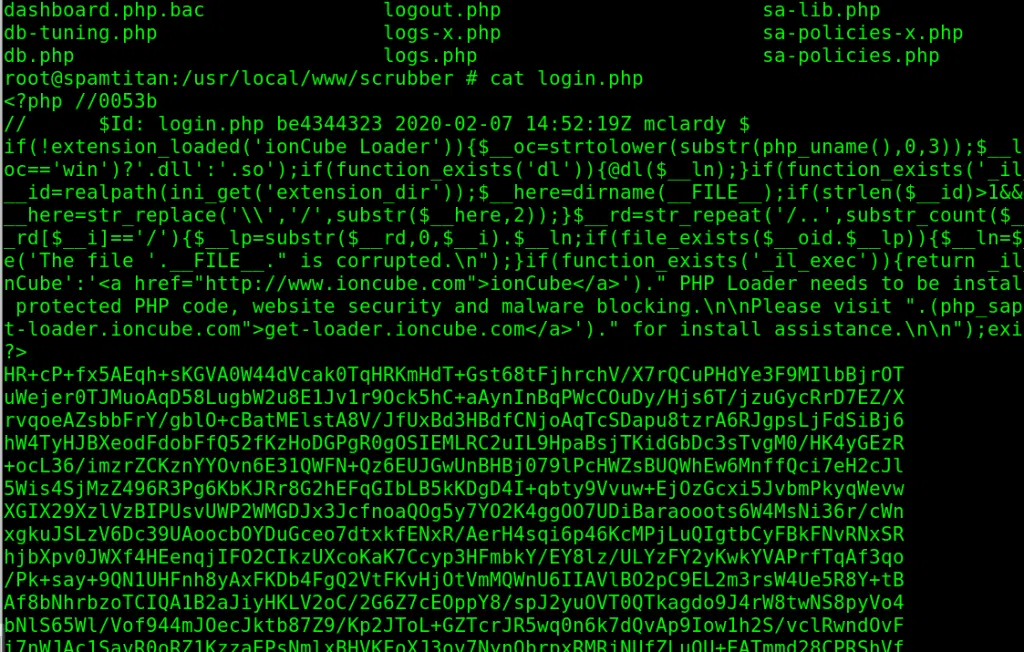 dashboard.php.bac                logout.php                       sa-lib.php
db-tuning.php                    logs-x.php                       sa-policies-x.php
db.php                           logs.php                         sa-policies.php
root@spamtitan:/usr/local/www/scrubber # cat login.php
<?php //0053b
//      $Id: login.php be4344323 2020-02-07 14:52:19Z mclardy $
if(!extension_loaded('ionCube Loader')){$__oc=strtolower(substr(php_uname(),0,3));$__l
oc=='win')?'.dll':'.so');if(function_exists('dl')){@dl($__ln);}if(function_exists('_il
__id=realpath(ini_get('extension_dir'));$__here=dirname(__FILE__);if(strlen($__id)>1&&
__here=str_replace('\\','/',substr($__here,2));}$__rd=str_repeat('/..',substr_count($_
_rd[$__i]=='/'){$__lp=substr($__rd,0,$__i).$__ln;if(file_exists($__oid.$__lp)){$__ln=$
e('The file '.__FILE__." is corrupted.\n");}if(function_exists('_il_exec')){return _il
nCube':'<a href="http://www.ioncube.com">ionCube</a>')." PHP Loader needs to be instal
 protected PHP code, website security and malware blocking.\n\nPlease visit ".(php_sap
t-loader.ioncube.com">get-loader.ioncube.com</a>')." for install assistance.\n\n");exi
?>
HR+cP+fx5AEqh+sKGVA0W44dVcak0TqHRKmHdT+Gst68tFjhrchV/X7rQCuPHdYe3F9MIlbBjrOT
uWejer0TJMuoAqD58LugbW2u8E1Jv1r9Ock5hC+aAynInBqPWcCOuDy/Hjs6T/jzuGycRrD7EZ/X
rvqoeAZsbbFrY/gblO+cBatMElstA8V/JfUxBd3HBdfCNjoAqTcSDapu8tzrA6RJgpsLjFdSiBj6
hW4TyHJBXeodFdobFfQ52fKzHoDGPgR0gOSIEMLRC2uIL9HpaBsjTKidGbDc3sTvgM0/HK4yGEzR
+ocL36/imzrZCKznYYOvn6E31QWFN+Qz6EUJGwUnBHBj079lPcHWZsBUQWhEw6MnffQci7eH2cJl
5Wis4SjMzZ496R3Pg6KbKJRr8G2hEFqGIbLB5kKDgD4I+qbty9Vvuw+EjOzGcxi5JvbmPkyqWevw
XGIX29XzlVzBIPUsvUWP2WMGDJx3JcfnoaQOg5y7YO2K4ggO07UDiBaraooots6W4MsNi36r/cWn
xgkuJSLzV6Dc39UAoocbOYDuGceo7dtxkfENxR/AerH4sqi6p46KcMPjLuQIgtbCyFBkFNvRNxSR
hjbXpv0JWXf4HEenqjIFO2CIkzUXcoKaK7Ccyp3HFmbkY/EY8lz/ULYzFY2yKwkYVAPrfTqAf3qo
/Pk+say+9QN1UHFnh8yAxFKDb4FgQ2VtFKvHjOtVmMQWnU6IIAVlBO2pC9EL2m3rsW4Ue5R8Y+tB
Af8bNhrbzoTCIQA1B2aJiyHKLV2oC/2G6Z7cEOppY8/spJ2yuOVT0QTkagdo9J4rW8twNS8pyVo4
bNlS65Wl/Vof944mJOecJktb87Z9/Kp2JToL+GZTcrJR5wq0n6k7dQvAp9Iow1h2S/vclRwndOvF